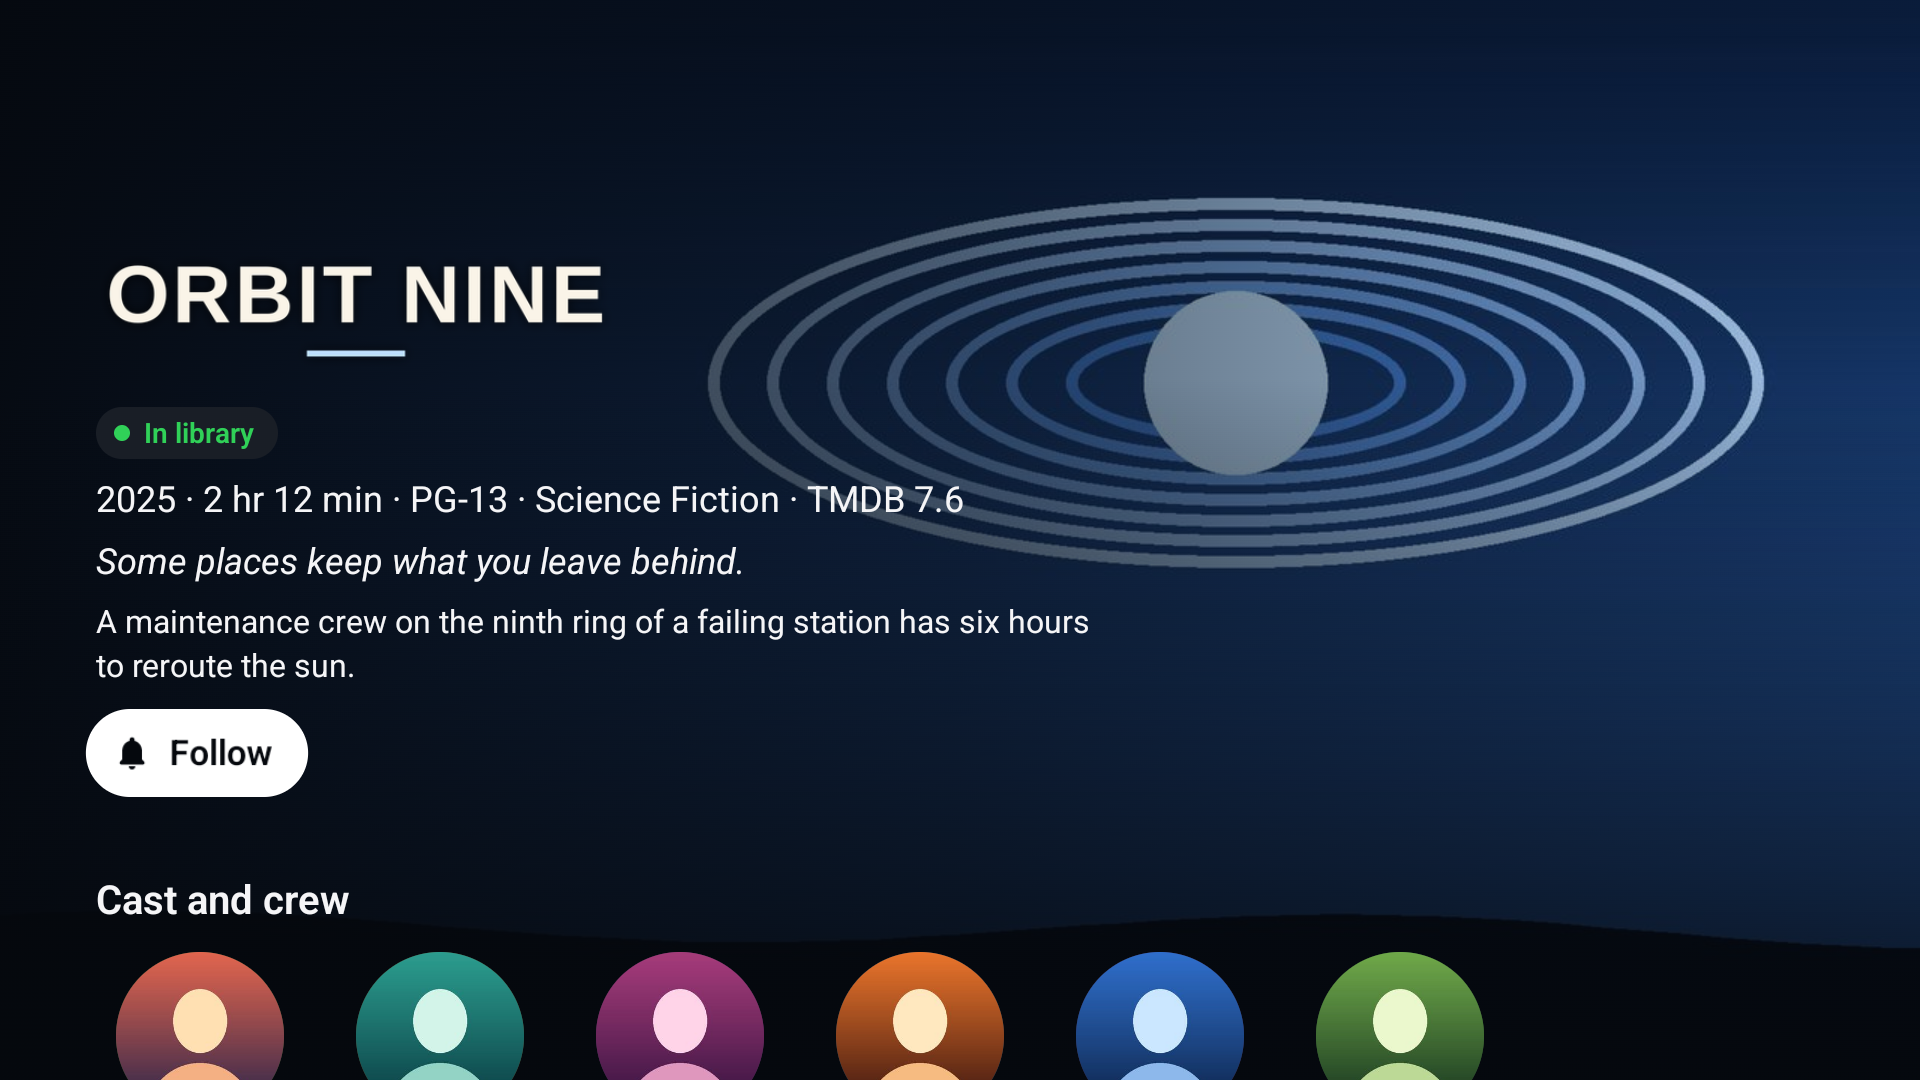 ORBIT NINE
In library
2025 · 2 hr 12 min · PG-13 · Science Fiction · TMDB 7.6
Some places keep what you leave behind.
A maintenance crew on the ninth ring of a failing station has six hours
to reroute the sun.
Follow
Cast and crew